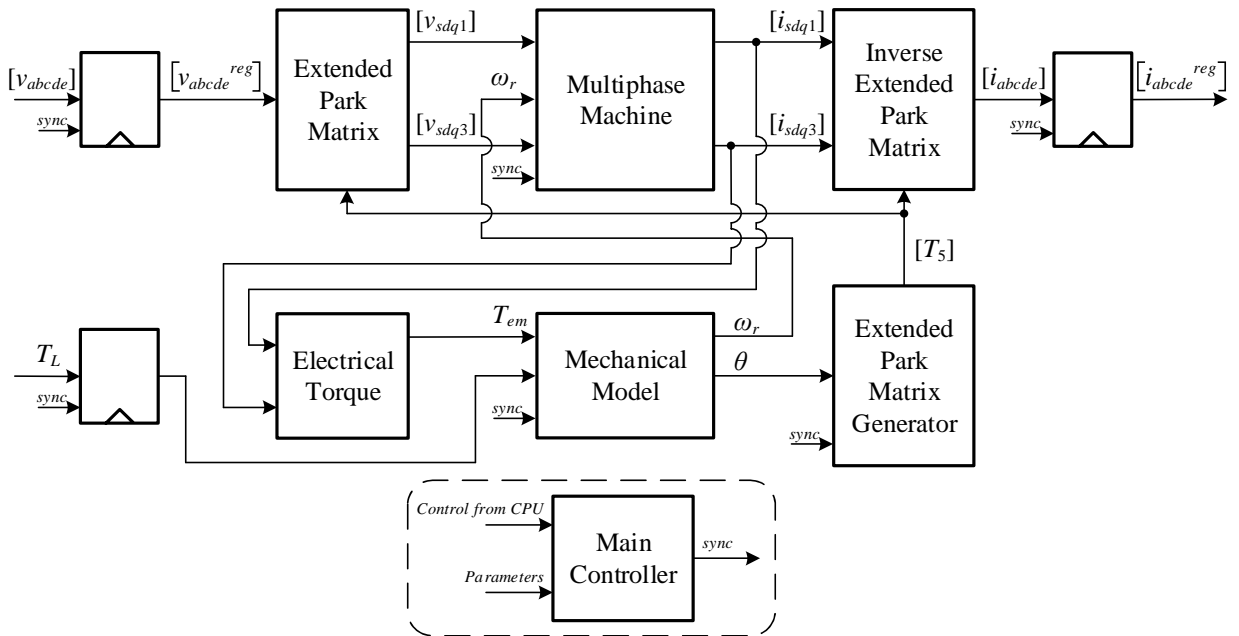 [v_sdq1]
[i_sdq1]
[v_abcde]
[v_abcde^reg]
Extended
Park
Matrix
ω_r
Multiphase
Machine
Inverse
Extended
Park
Matrix
[i_abcde]
[i_abcde^reg]
sync
[v_sdq3]
[i_sdq3]
sync
sync
[T_5]
T_L
sync
Electrical
Torque
T_em
Mechanical
Model
ω_r
θ
sync
Extended
Park
Matrix
Generator
sync
Control from CPU
Parameters
Main
Controller
sync